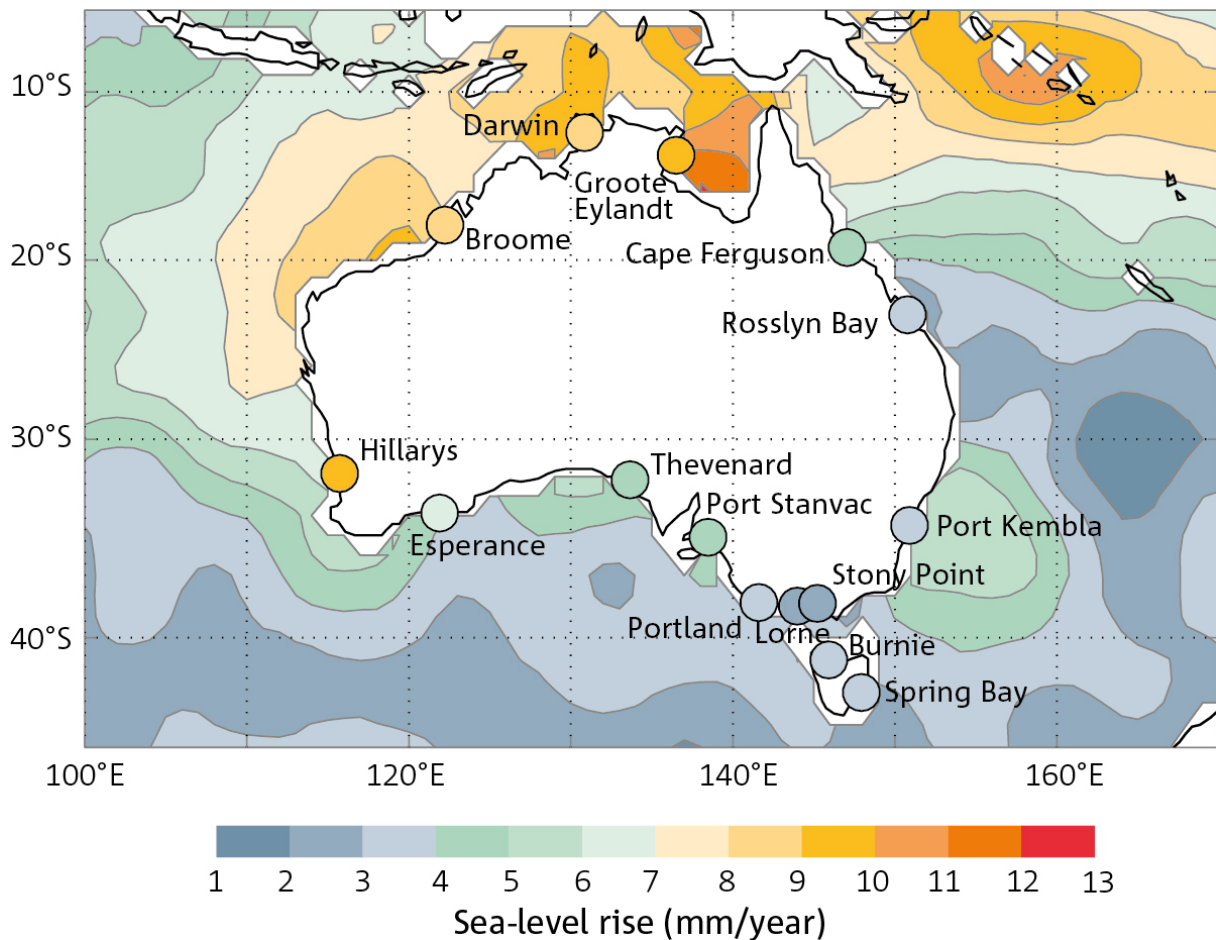 10°S
20°S
30°S
40°S
Darwin
Groote
Eylandt
Broome
Cape Ferguson
Rosslyn Bay
Hillarys
Thevenard
Port Stanvac
Esperance
Port Kembla
Stony Point
Portland
Lorne
Burnie
Spring Bay
100°E 120°E 140°E 160°E
1 2 3 4 5 6 7 8 9 10 11 12 13
Sea-level rise (mm/year)